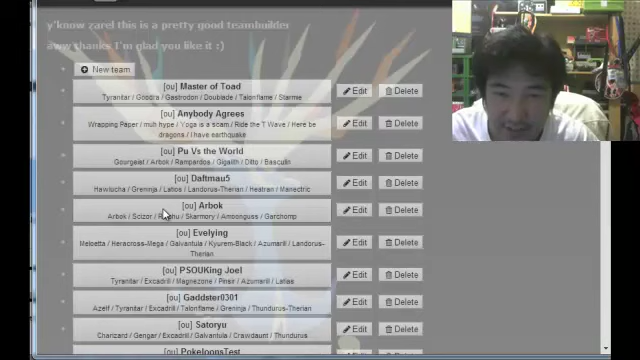 y'know zarel this is a pretty good teambuilder
aww thanks I'm glad you like it :)
New team
[ou] Master of Toad
Tyranitar / Goodra / Gastrodon / Doublade / Talonflame / Starmie
Edit
Delete
[ou] Anybody Agrees
Wrapping Paper / muh hype / Yoga is a scam / Ride the T Wave / Here be
dragons / I have earthquake
Edit
Delete
[ou] Pu Vs the World
Gourgeist / Arbok / Rampardos / Gigalith / Ditto / Basculin
Edit
Delete
[ou] Daftmau5
Hawlucha / Greninja / Latios / Landorus-Therian / Heatran / Manectric
Edit
Delete
[ou] Arbok
Arbok / Scizor / / Skarmory / Amoonguss / Garchomp
Edit
Delete
[ou] Evelying
Meloetta / Heracross-Mega / Galvantula / Kyurem-Black / Azumarill / Landorus-
Therian
Edit
Delete
[ou] PSOUKing Joel
Tyranitar / Excadrill / Magnezone / Pinsir / Azumarill / Latias
Edit
Delete
[ou] Gaddster0301
Azelf / Tyranitar / Excadrill / Talonflame / Greninja / Thundurus-Therian
Edit
Delete
[ou] Satoryu
Charizard / Gengar / Excadrill / Galvantula / Crawdaunt / Thundurus
Edit
Delete
[ou] PokeloonsTest